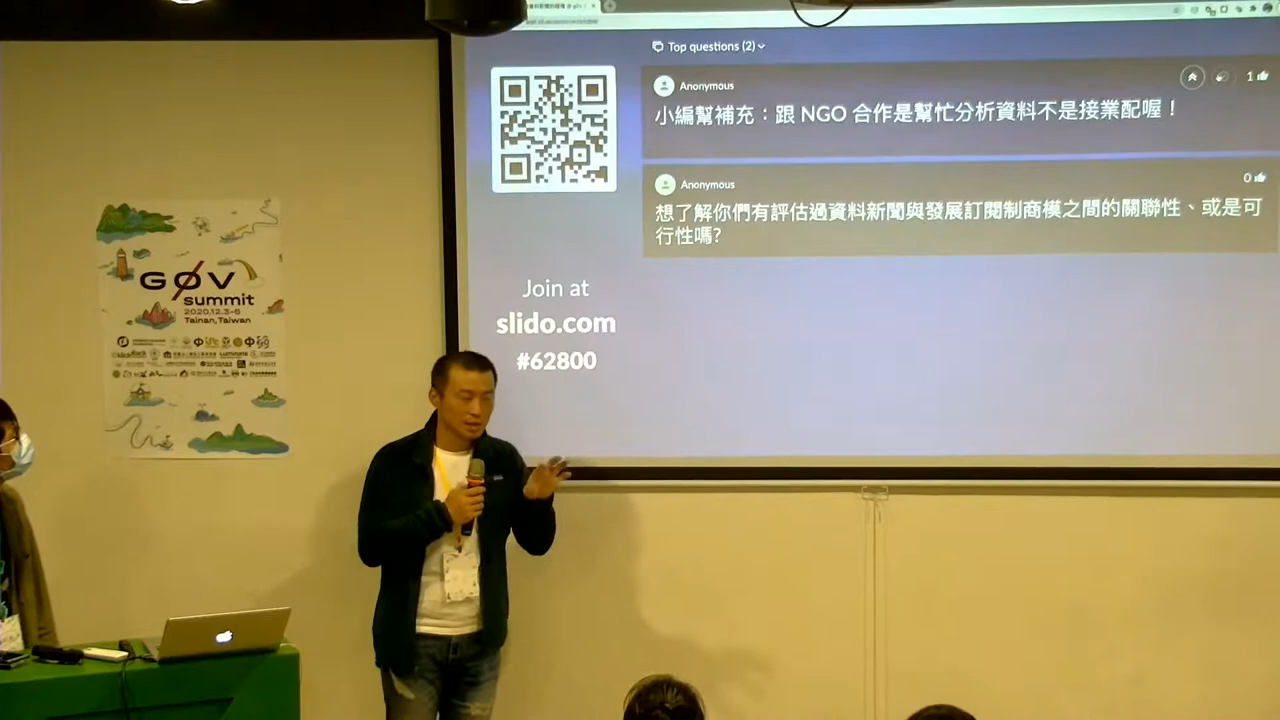 Top questions (2)
Anonymous
1
小編幫補充：跟 NGO 合作是幫忙分析資料不是接業配喔！
Anonymous
0
想了解你們有評估過資料新聞與發展訂閱制商模之間的關聯性、或是可
行性嗎?
Join at
slido.com
#62800
GØV
summit
2020.12.3-6
Tainan, Taiwan